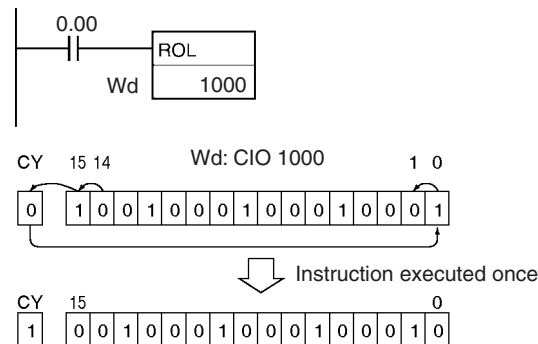 0.00
ROL
Wd 1000
CY 15 14 Wd: CIO 1000 1 0
0 1 0 0 1 0 0 0 1 0 0 0 1 0 0 0 1
Instruction executed once
CY 15 0
1 0 0 1 0 0 0 1 0 0 0 1 0 0 0 1 0